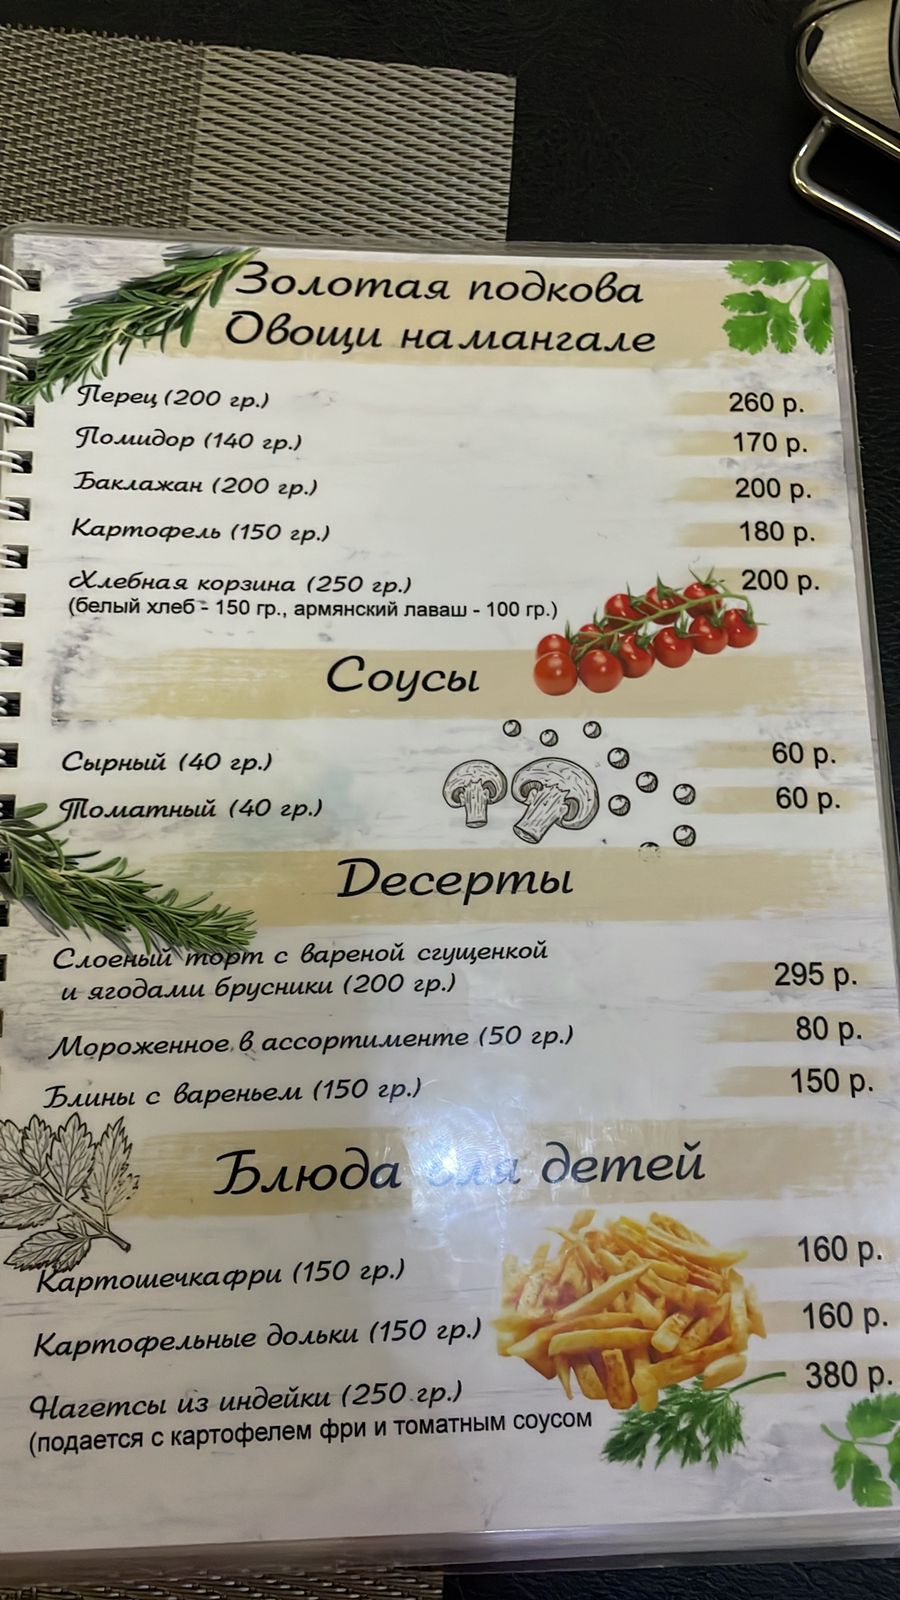 Золотая подкова
Овощи на мангале
Перец (200 гр.) 260 р.
Помидор (140 гр.) 170 р.
Баклажан (200 гр.) 200 р.
Картофель (150 гр.) 180 р.
Хлебная корзина (250 гр.) 200 р.
(белый хлеб - 150 гр., армянский лаваш - 100 гр.)
Соусы
Сырный (40 гр.) 60 р.
Томатный (40 гр.) 60 р.
Десерты
Слоеный торт с вареной сгущенкой
и ягодами брусники (200 гр.) 295 р.
Мороженное в ассортименте (50 гр.) 80 р.
Блины с вареньем (150 гр.) 150 р.
Блюда для детей
Картошечка фри (150 гр.) 160 р.
Картофельные дольки (150 гр.) 160 р.
Нагетсы из индейки (250 гр.) 380 р.
(подается с картофелем фри и томатным соусом